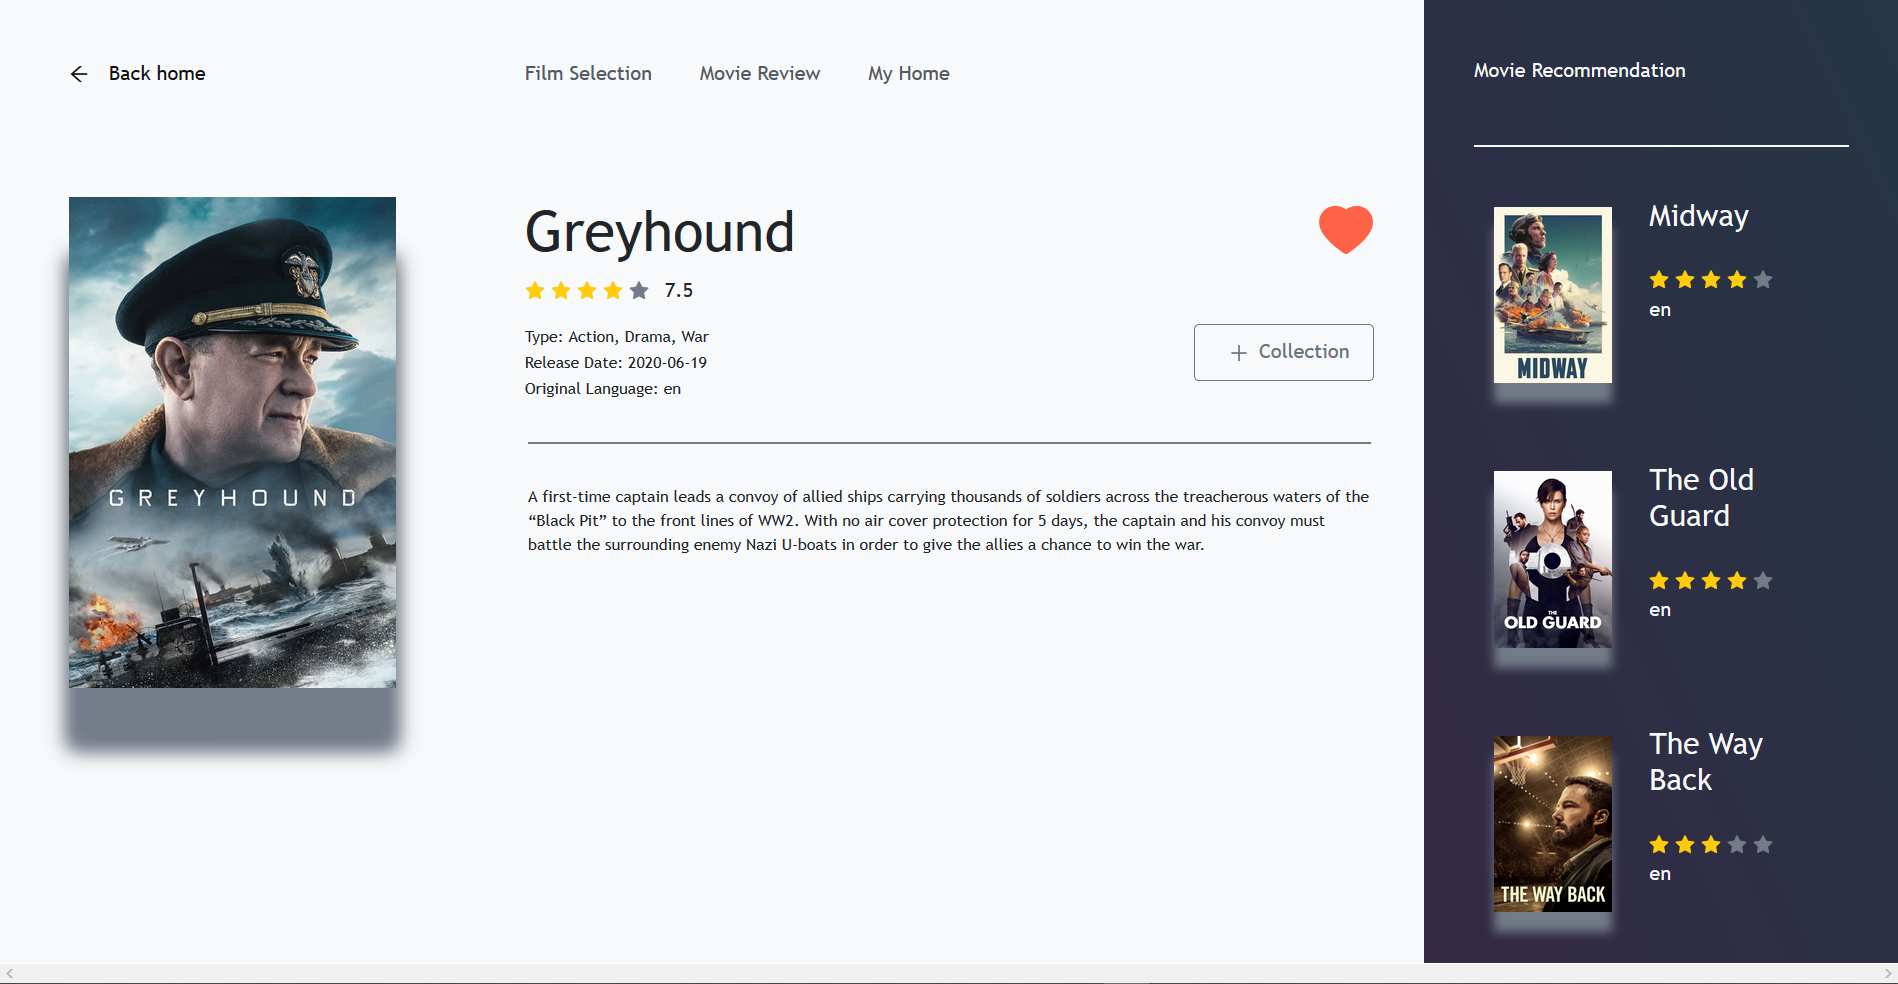 Back home
Film Selection
Movie Review
My Home
Movie Recommendation
GREYHOUND
Greyhound
7.5
Type: Action, Drama, War
Release Date: 2020-06-19
Original Language: en
+ Collection
A first-time captain leads a convoy of allied ships carrying thousands of soldiers across the treacherous waters of the
“Black Pit” to the front lines of WW2. With no air cover protection for 5 days, the captain and his convoy must
battle the surrounding enemy Nazi U-boats in order to give the allies a chance to win the war.
MIDWAY
Midway
en
THE
OLD GUARD
The Old
Guard
en
THE WAY BACK
The Way
Back
en